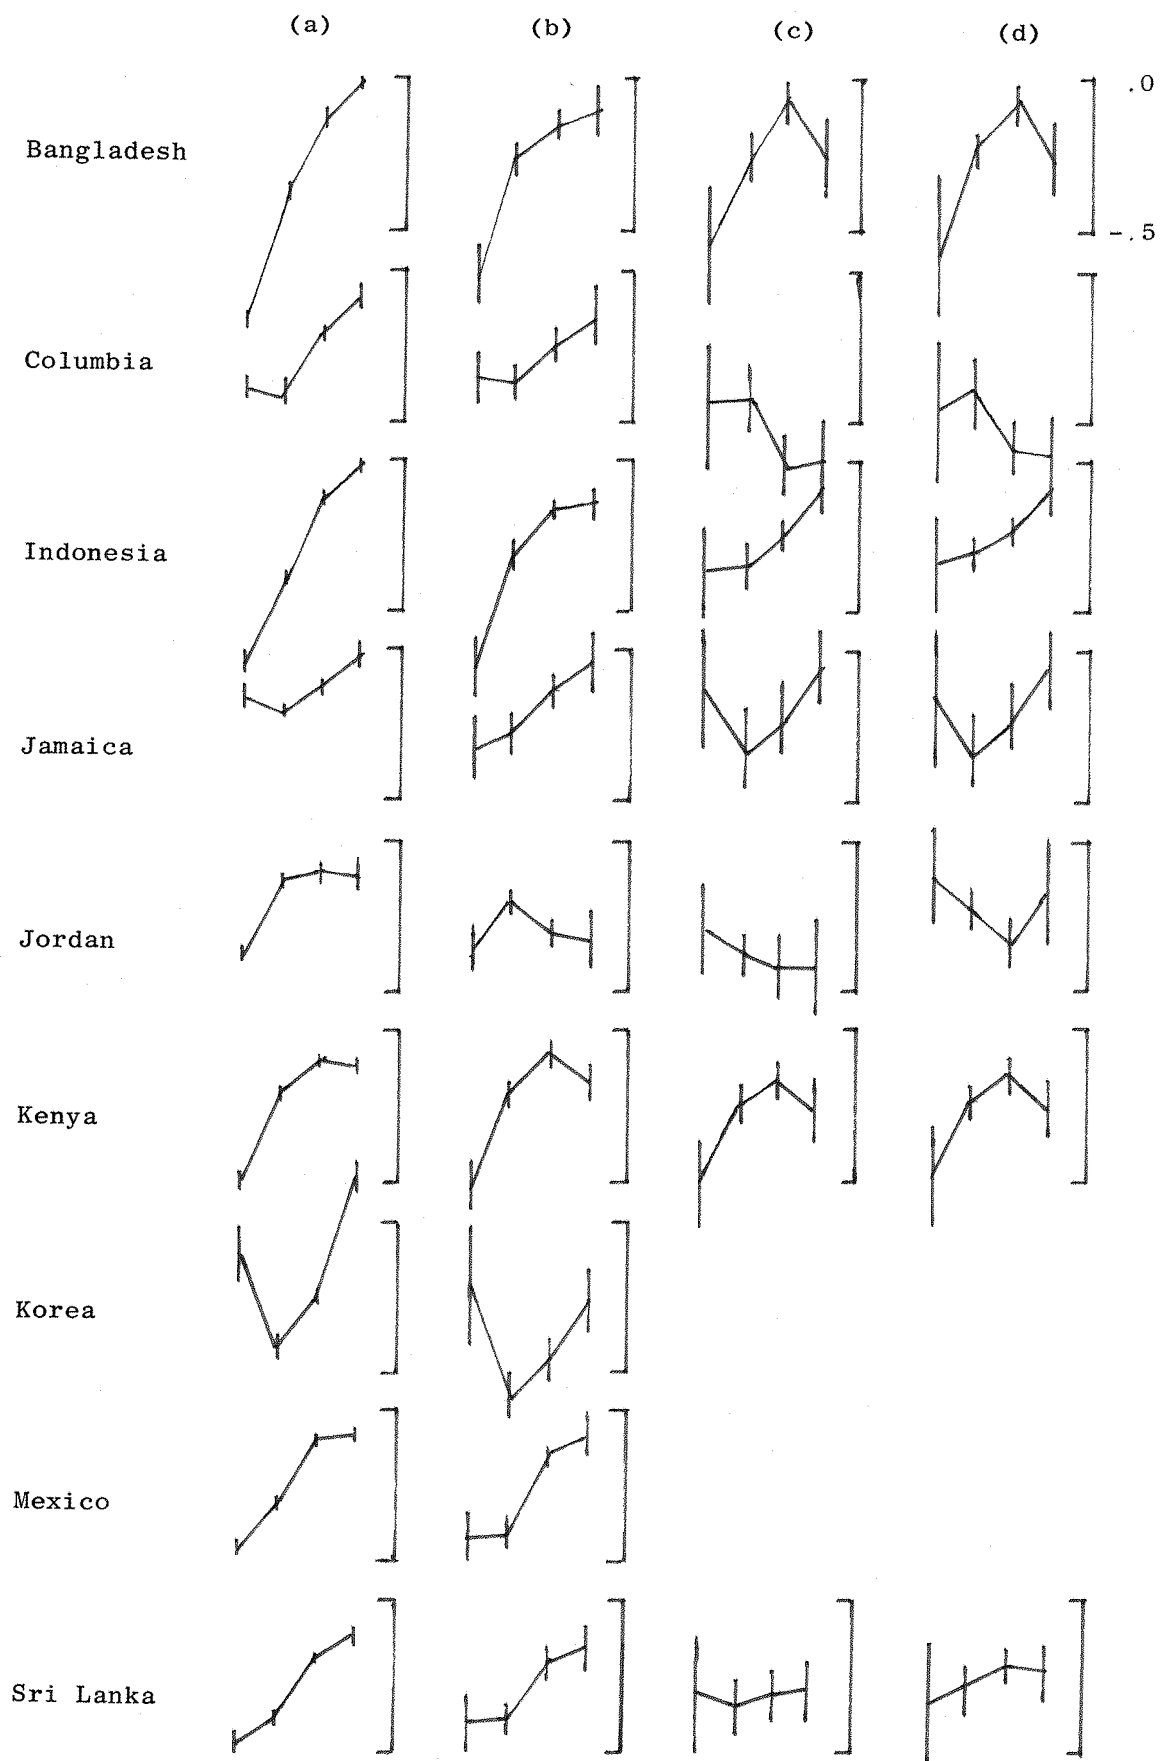 (a) (b) (c) (d)
.0
Bangladesh
-.5
Columbia
Indonesia
Jamaica
Jordan
Kenya
Korea
Mexico
Sri Lanka